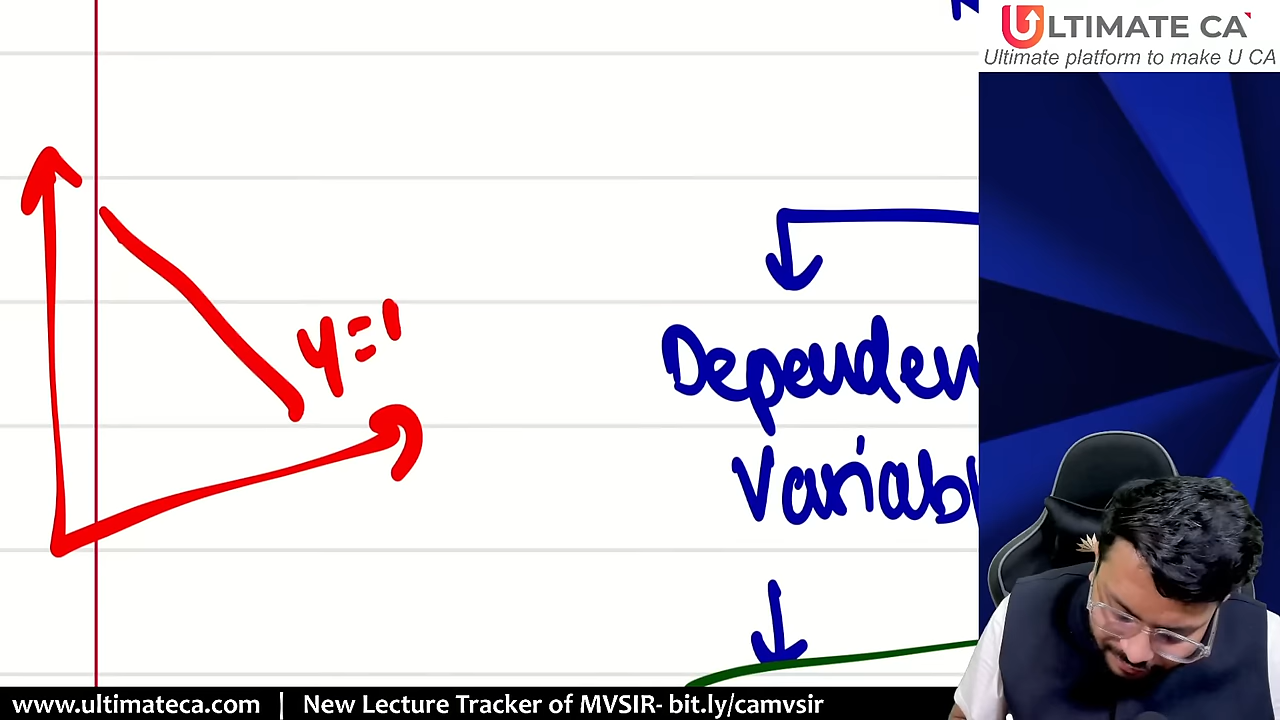 ULTIMATE CA
Ultimate platform to make U CA
y=1
Dependen
Variab
www.ultimateca.com | New Lecture Tracker of MVSIR- bit.ly/camvsir